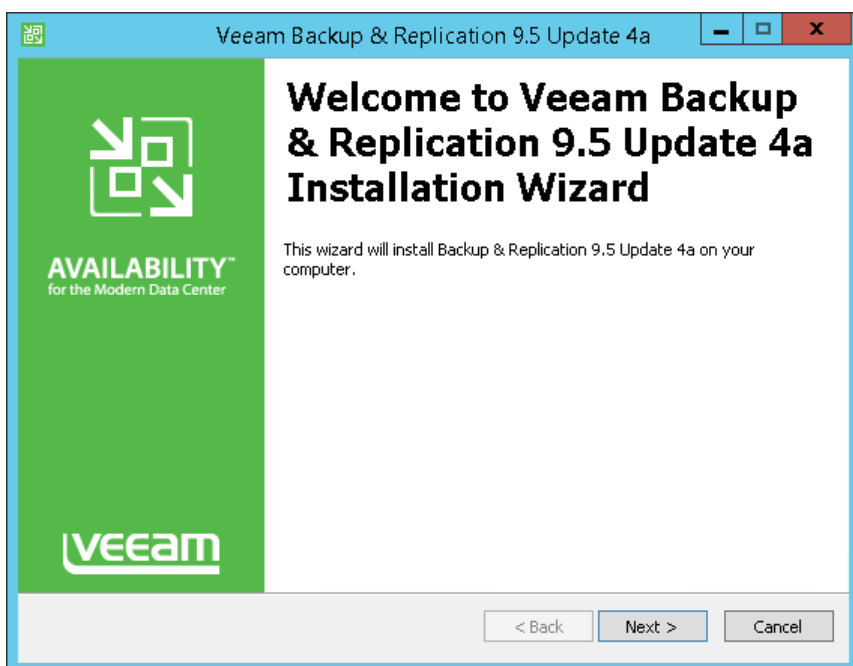 Veeam Backup & Replication 9.5 Update 4a
Welcome to Veeam Backup
& Replication 9.5 Update 4a
Installation Wizard
This wizard will install Backup & Replication 9.5 Update 4a on your
computer.
AVAILABILITY™
for the Modern Data Center
veeam
< Back Next > Cancel